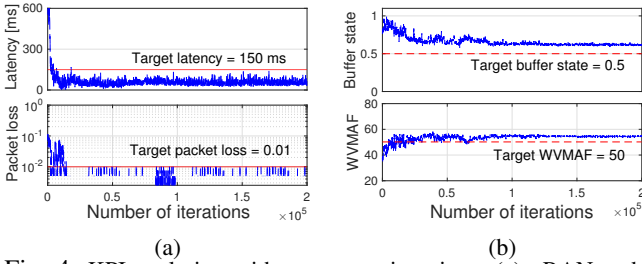 Latency [ms]
600
300
0
Target latency = 150 ms
Packet loss
10^0
10^-1
10^-2
Target packet loss = 0.01
0 0.5 1 1.5 2
Number of iterations
×10^5
(a)
Buffer state
1
0.5
0
Target buffer state = 0.5
WVMAF
80
60
40
20
Target WVMAF = 50
0 0.5 1 1.5 2
Number of iterations
×10^5
(b)